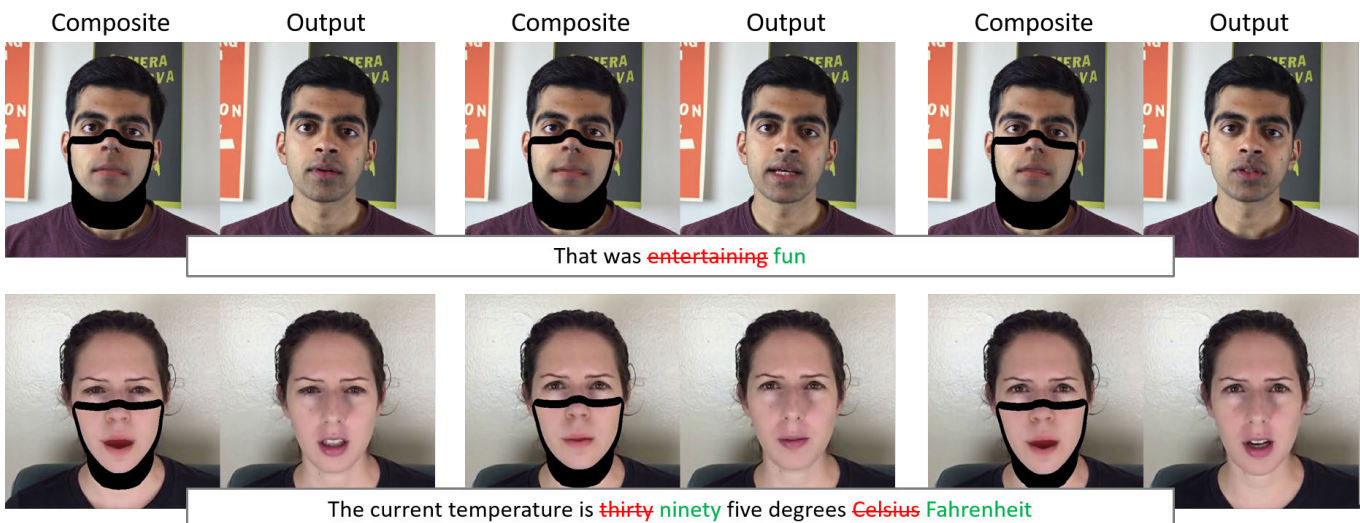 Composite Output Composite Output Composite Output
That was entertaining fun
The current temperature is thirty ninety five degrees Celsius Fahrenheit